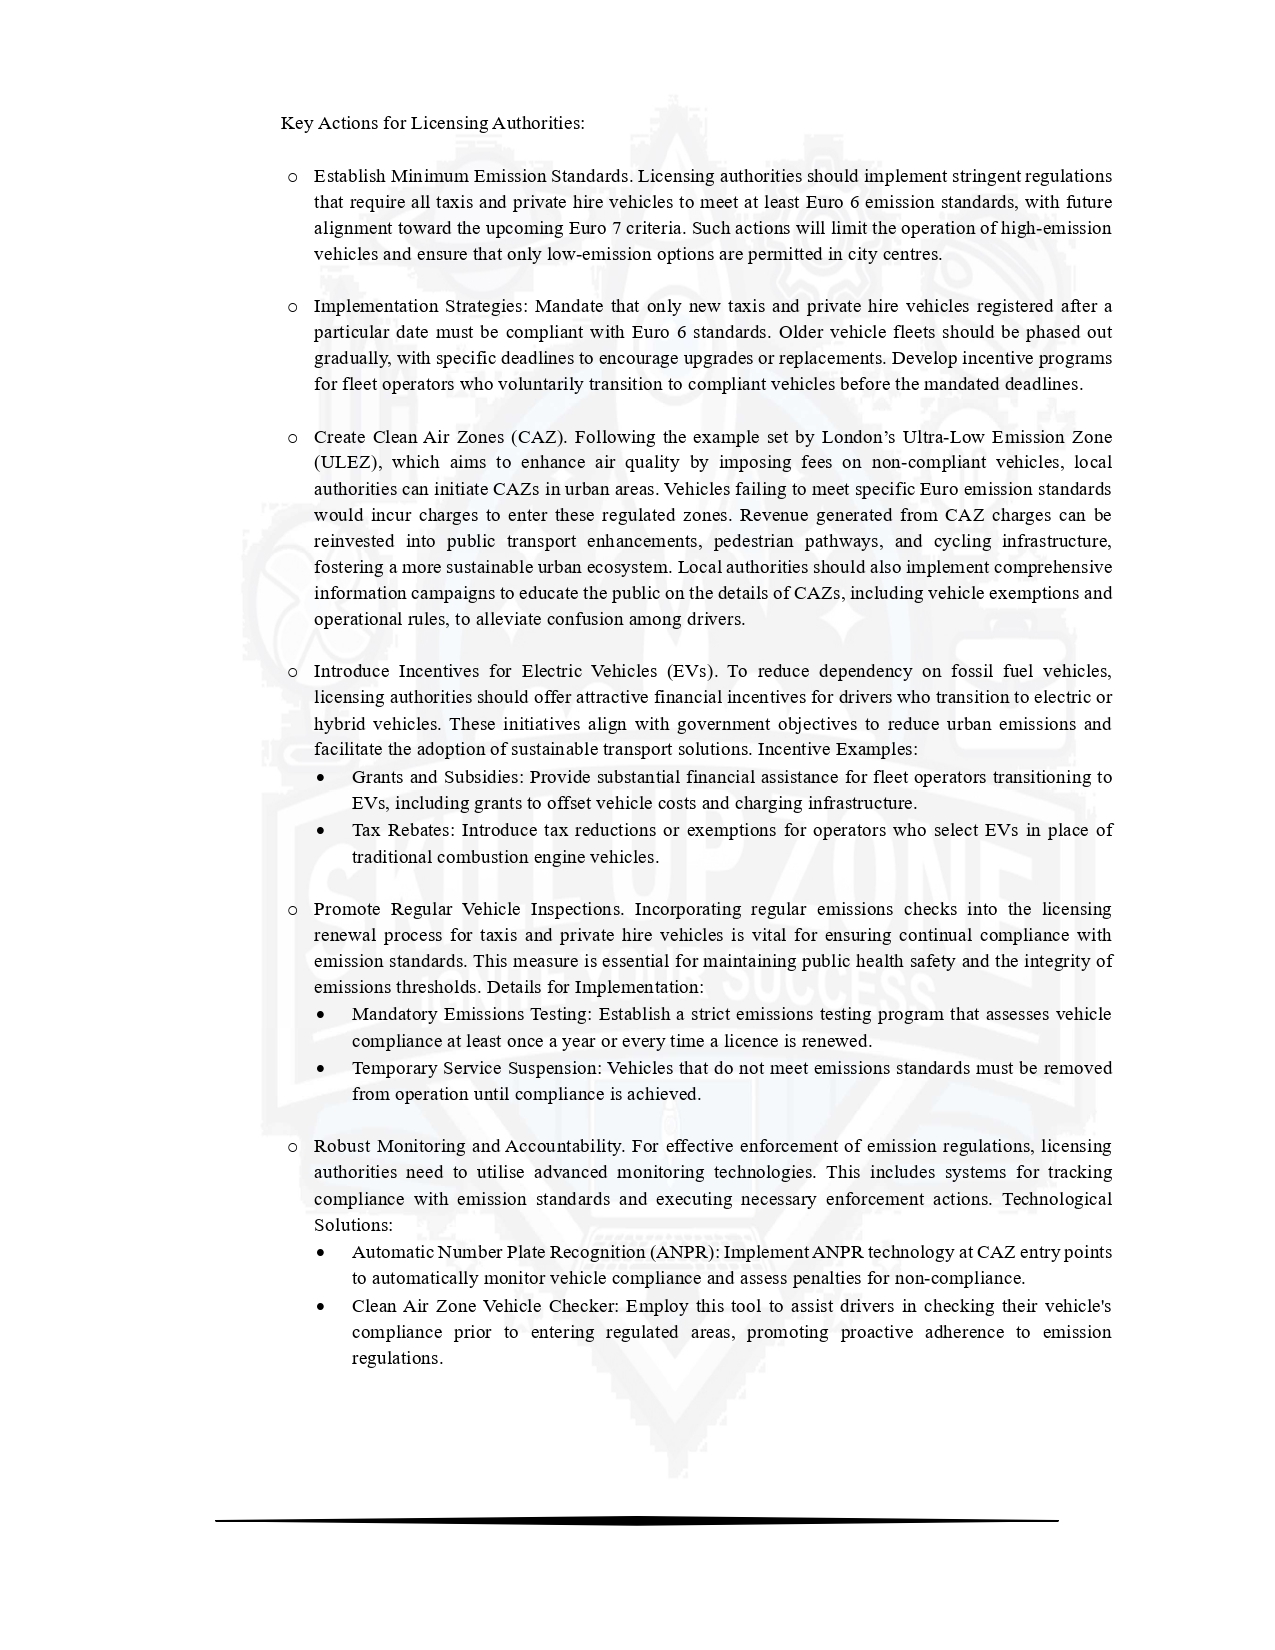 Key Actions for Licensing Authorities:
o Establish Minimum Emission Standards. Licensing authorities should implement stringent regulations
that require all taxis and private hire vehicles to meet at least Euro 6 emission standards, with future
alignment toward the upcoming Euro 7 criteria. Such actions will limit the operation of high-emission
vehicles and ensure that only low-emission options are permitted in city centres.
o Implementation Strategies: Mandate that only new taxis and private hire vehicles registered after a
particular date must be compliant with Euro 6 standards. Older vehicle fleets should be phased out
gradually, with specific deadlines to encourage upgrades or replacements. Develop incentive programs
for fleet operators who voluntarily transition to compliant vehicles before the mandated deadlines.
o Create Clean Air Zones (CAZ). Following the example set by London’s Ultra-Low Emission Zone
(ULEZ), which aims to enhance air quality by imposing fees on non-compliant vehicles, local
authorities can initiate CAZs in urban areas. Vehicles failing to meet specific Euro emission standards
would incur charges to enter these regulated zones. Revenue generated from CAZ charges can be
reinvested into public transport enhancements, pedestrian pathways, and cycling infrastructure,
fostering a more sustainable urban ecosystem. Local authorities should also implement comprehensive
information campaigns to educate the public on the details of CAZs, including vehicle exemptions and
operational rules, to alleviate confusion among drivers.
o Introduce Incentives for Electric Vehicles (EVs). To reduce dependency on fossil fuel vehicles,
licensing authorities should offer attractive financial incentives for drivers who transition to electric or
hybrid vehicles. These initiatives align with government objectives to reduce urban emissions and
facilitate the adoption of sustainable transport solutions. Incentive Examples:
• Grants and Subsidies: Provide substantial financial assistance for fleet operators transitioning to
EVs, including grants to offset vehicle costs and charging infrastructure.
• Tax Rebates: Introduce tax reductions or exemptions for operators who select EVs in place of
traditional combustion engine vehicles.
SKILL UP ZONE
o Promote Regular Vehicle Inspections. Incorporating regular emissions checks into the licensing
renewal process for taxis and private hire vehicles is vital for ensuring continual compliance with
emission standards. This measure is essential for maintaining public health safety and the integrity of
emissions thresholds. Details for Implementation:
IGNITE YOUR SUCCESS
• Mandatory Emissions Testing: Establish a strict emissions testing program that assesses vehicle
compliance at least once a year or every time a licence is renewed.
• Temporary Service Suspension: Vehicles that do not meet emissions standards must be removed
from operation until compliance is achieved.
o Robust Monitoring and Accountability. For effective enforcement of emission regulations, licensing
authorities need to utilise advanced monitoring technologies. This includes systems for tracking
compliance with emission standards and executing necessary enforcement actions. Technological
Solutions:
• Automatic Number Plate Recognition (ANPR): Implement ANPR technology at CAZ entry points
to automatically monitor vehicle compliance and assess penalties for non-compliance.
• Clean Air Zone Vehicle Checker: Employ this tool to assist drivers in checking their vehicle's
compliance prior to entering regulated areas, promoting proactive adherence to emission
regulations.